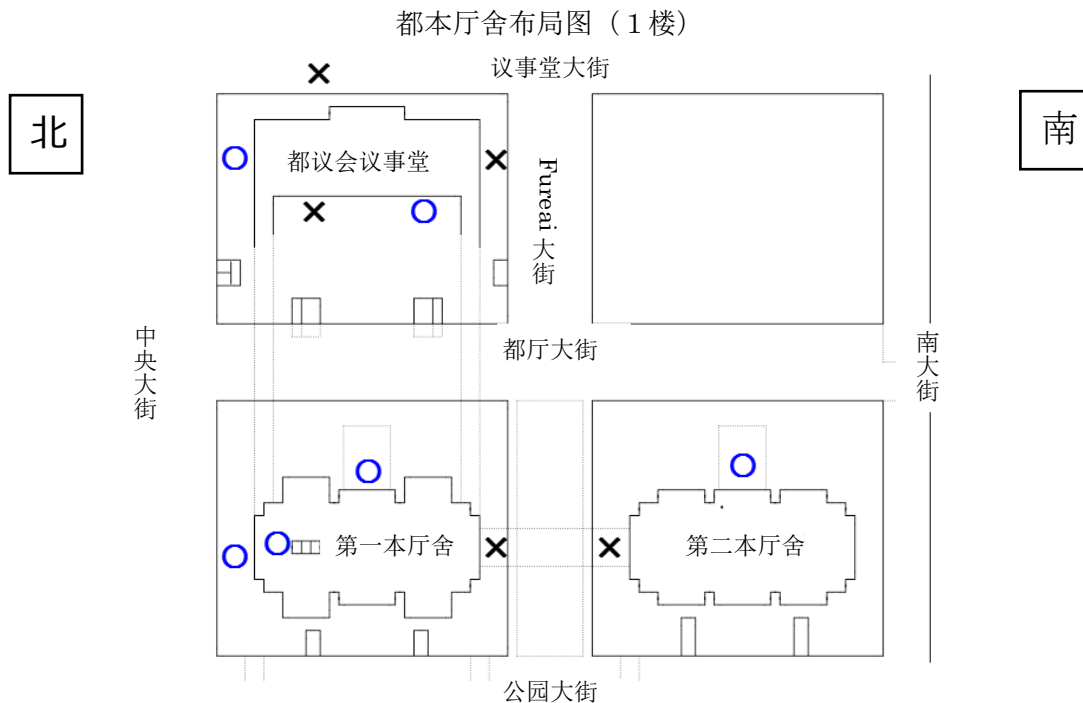 都本厅舍布局图（１楼）
议事堂大街
北
南
都议会议事堂
Fureai 大街
中央大街
都厅大街
南大街
第一本厅舍
第二本厅舍
公园大街